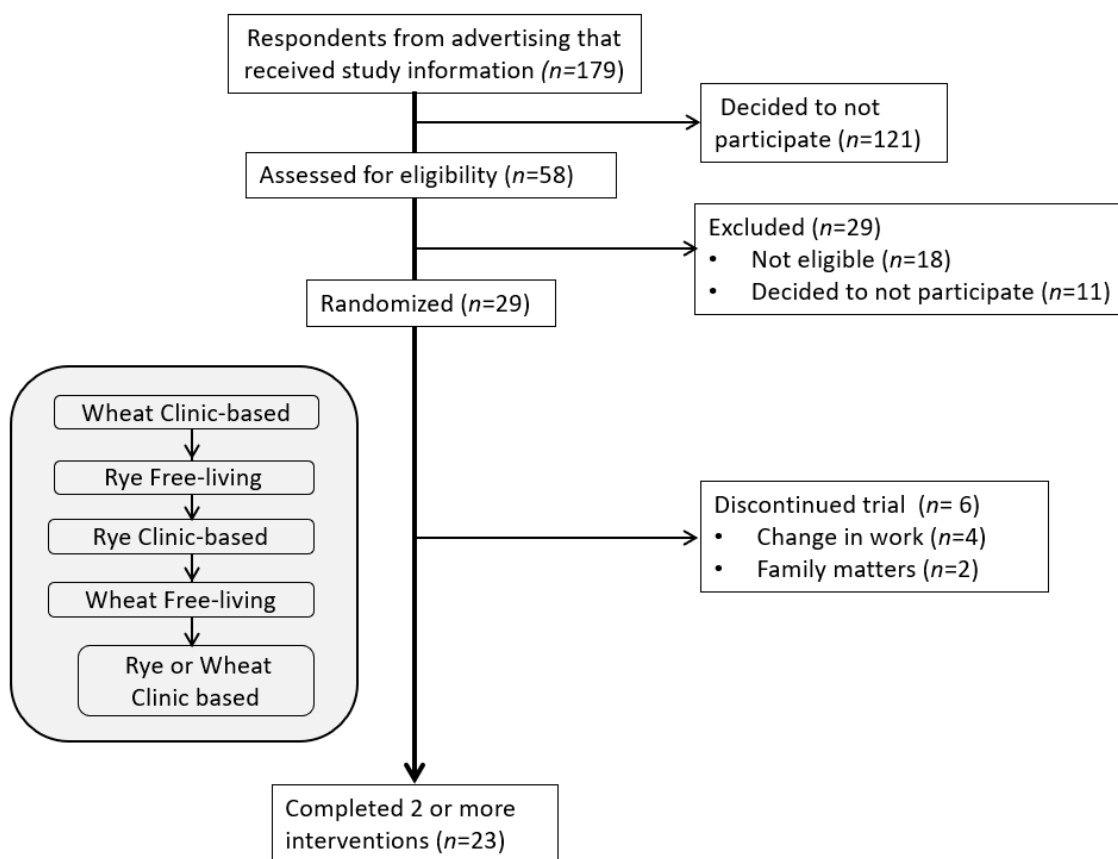 Respondents from advertising that
received study information (n=179)
Decided to not
participate (n=121)
Assessed for eligibility (n=58)
Excluded (n=29)
• Not eligible (n=18)
• Decided to not participate (n=11)
Randomized (n=29)
Wheat Clinic-based
Rye Free-living
Rye Clinic-based
Wheat Free-living
Rye or Wheat
Clinic based
Discontinued trial (n= 6)
• Change in work (n=4)
• Family matters (n=2)
Completed 2 or more
interventions (n=23)